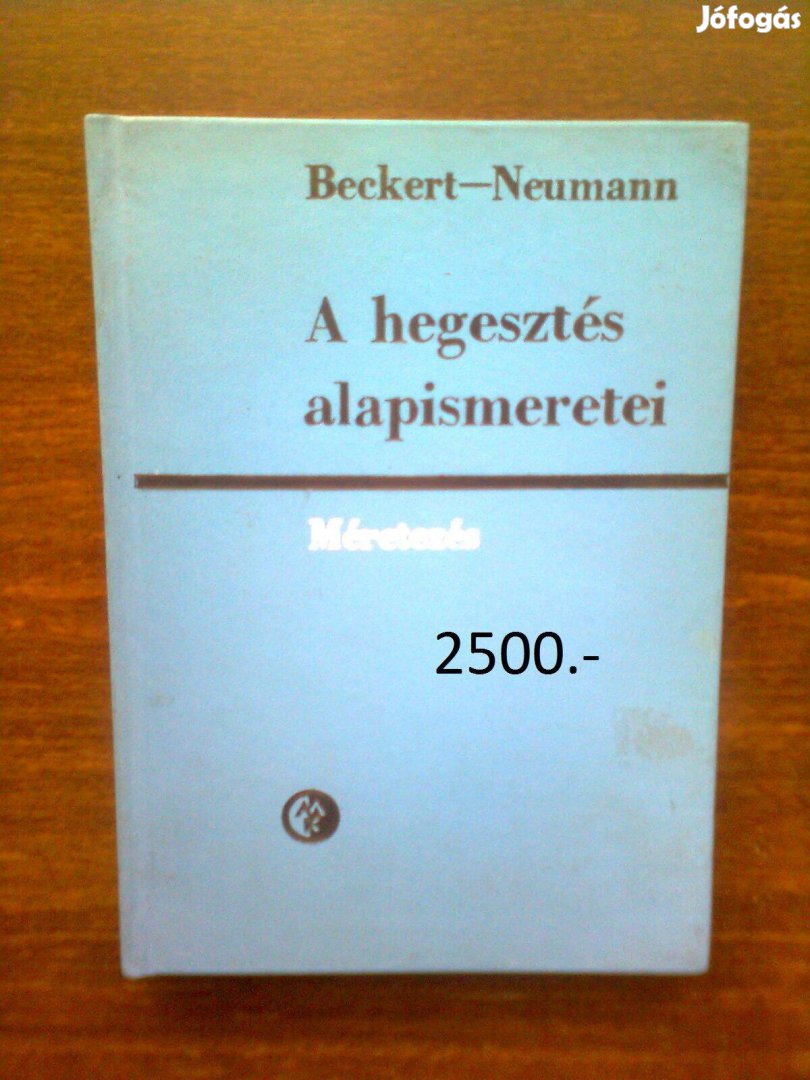 Jófogás
Beckert—Neumann
A hegesztés
alapismeretei
Méretezés
2500.-